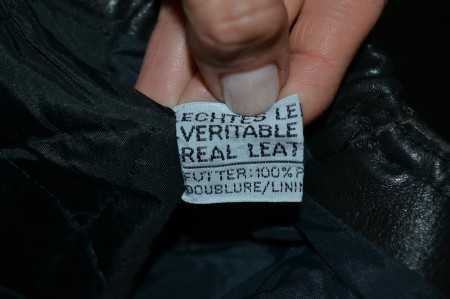 ECHTES LE
VERITABLE
REAL LEAT
FUTTER: 100% P
DOUBLURE/LININ